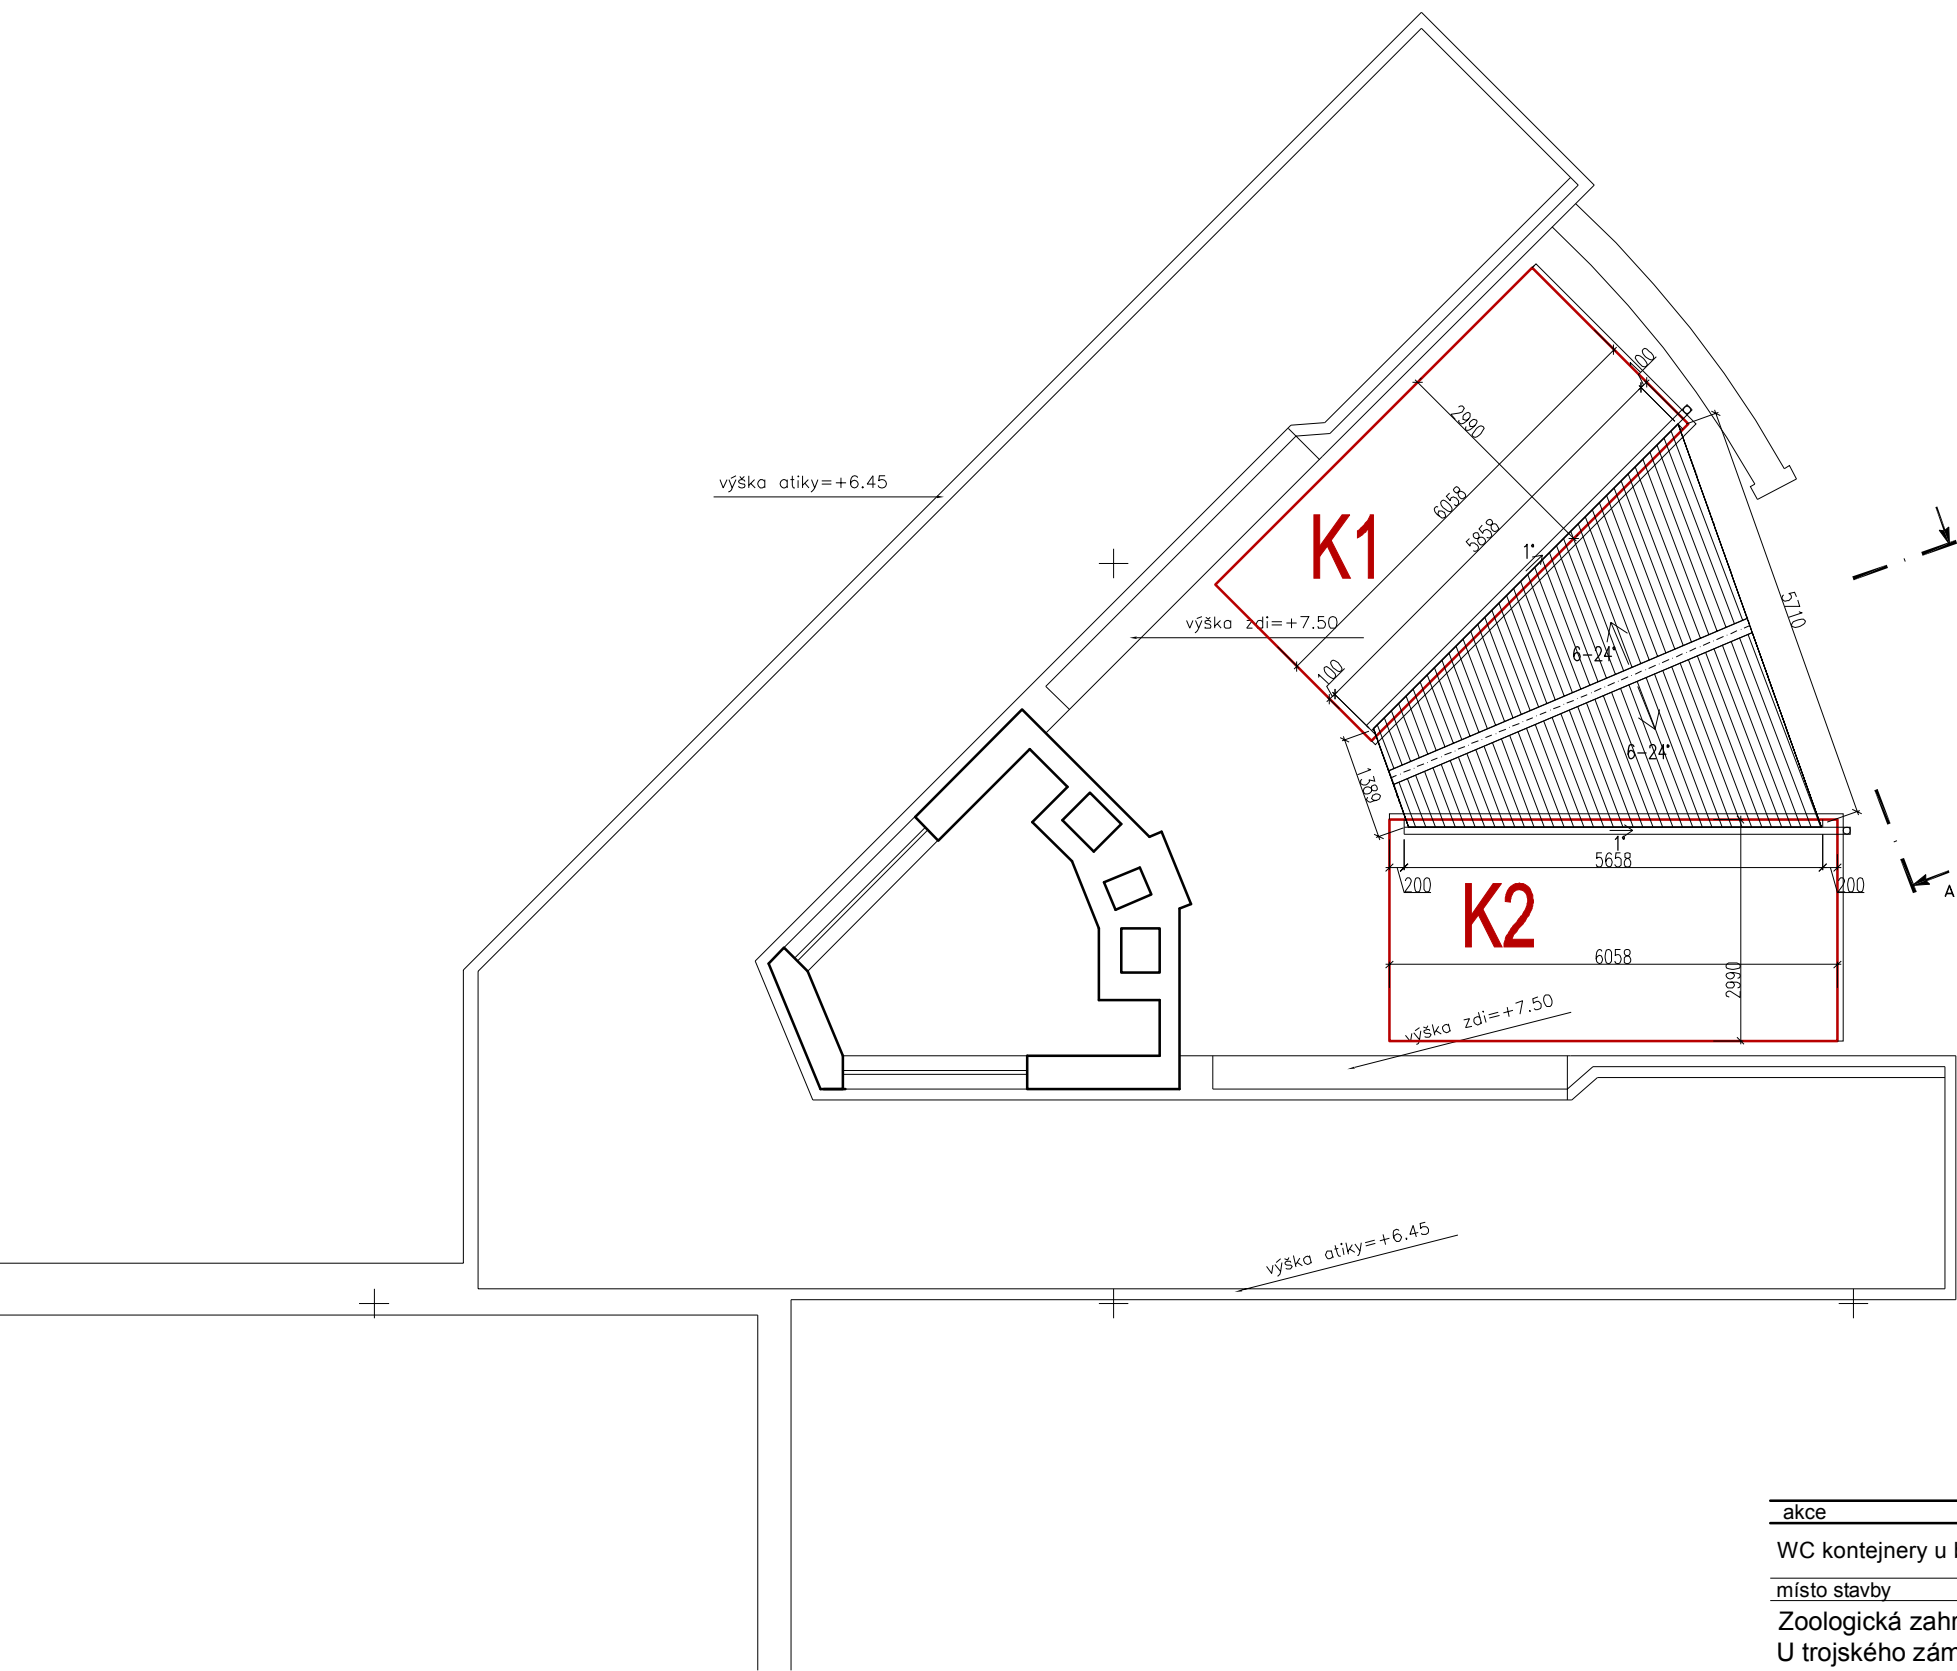 100
2990
výška atiky=+6.45
6058
K1
5858
1°
5710
výška zdi=+7.50
6-24°
100
6-24°
1389
1°
5658
200
200
A
K2
6058
2990
výška zdi=+7.50
výška atiky=+6.45
akce
WC kontejnery u
místo stavby
Zoologická zahr
U trojského zám